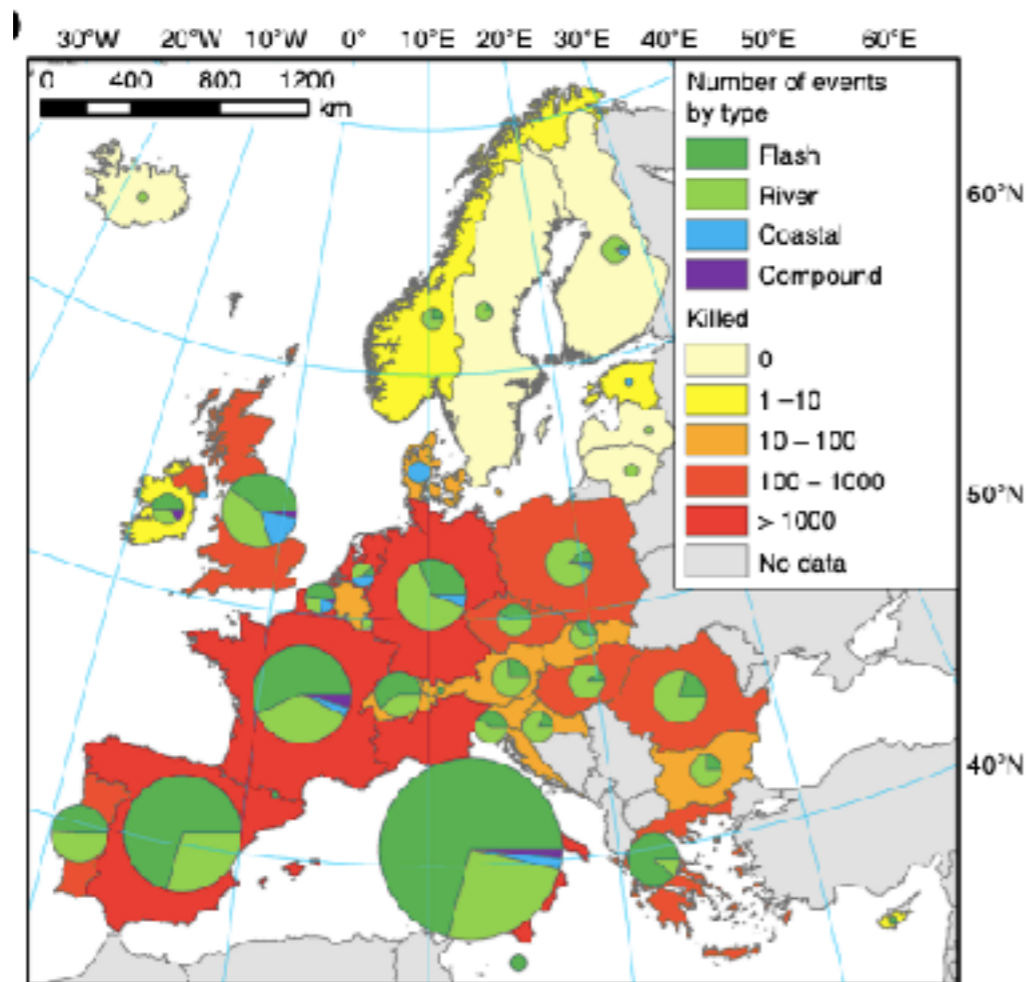 30°W 20°W 10°W 0° 10°E 20°E 30°E 40°E 50°E 60°E
0 400 800 1200
km
Number of events
by type
Flash
River
Coastal
Compound
Killed
0
1 –10
10 – 100
100 – 1000
> 1000
No data
60°N
50°N
40°N